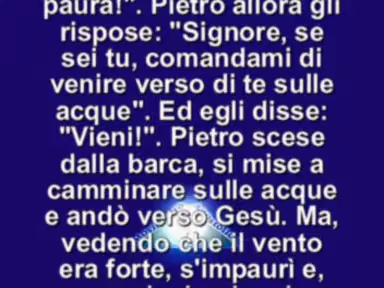 paura!". Pietro allora gli
rispose: "Signore, se
sei tu, comandami di
venire verso di te sulle
acque". Ed egli disse:
"Vieni!". Pietro scese
dalla barca, si mise a
camminare sulle acque
e andò verso Gesù. Ma,
vedendo che il vento
era forte, s'impaurì e,